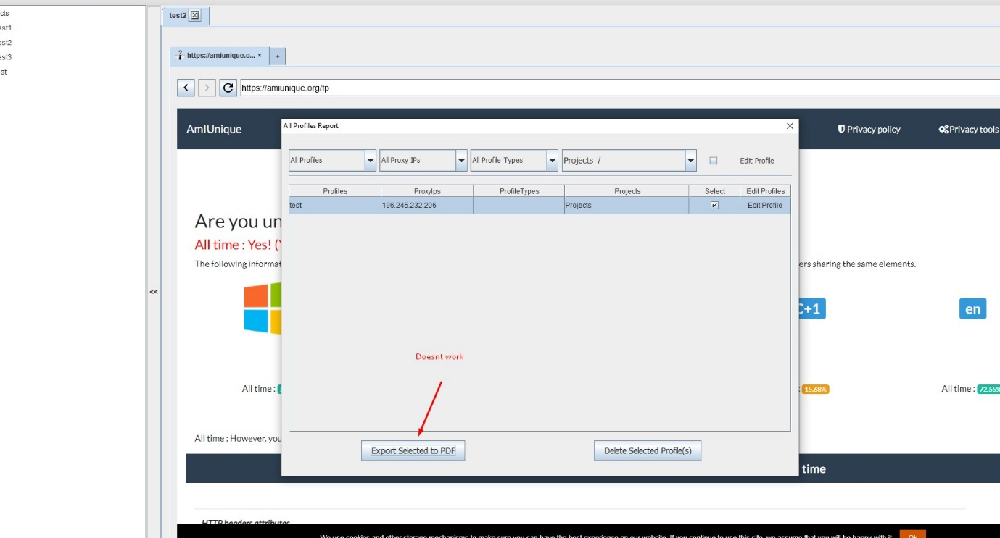 cts
est1
est2
est3
st
<<
test2
https://amiunique.o... ×
+
https://amiunique.org/fp
AmIUnique
Privacy policy
Privacy tools
All Profiles Report
All Profiles
All Proxy IPs
All Profile Types
Projects /
Edit Profile
Profiles ProxyIps ProfileTypes Projects Select Edit Profiles
test 196.245.232.206 Projects Edit Profile
Are you un
All time : Yes! (
The following informat
ers sharing the same elements.
C+1
en
Doesnt work
All time :
15.68%
All time : 72.55%
All time : However, you
Export Selected to PDF
Delete Selected Profile(s)
time
HTTP headers attributes
We use cookies and other storage mechanisms to make sure you can have the best experience on our website. If you continue to use this site, we assume that you will be happy with it.
Ok